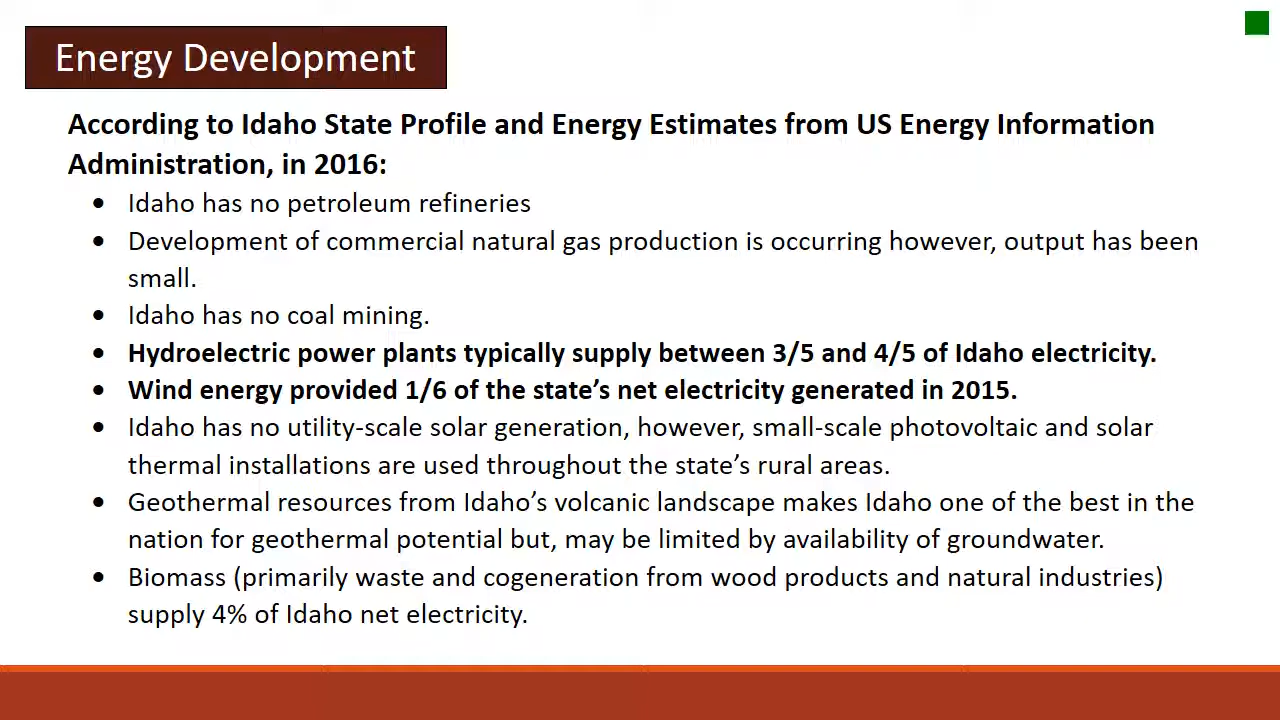 Energy Development
According to Idaho State Profile and Energy Estimates from US Energy Information
Administration, in 2016:
• Idaho has no petroleum refineries
• Development of commercial natural gas production is occurring however, output has been
small.
• Idaho has no coal mining.
• Hydroelectric power plants typically supply between 3/5 and 4/5 of Idaho electricity.
• Wind energy provided 1/6 of the state’s net electricity generated in 2015.
• Idaho has no utility-scale solar generation, however, small-scale photovoltaic and solar
thermal installations are used throughout the state’s rural areas.
• Geothermal resources from Idaho’s volcanic landscape makes Idaho one of the best in the
nation for geothermal potential but, may be limited by availability of groundwater.
• Biomass (primarily waste and cogeneration from wood products and natural industries)
supply 4% of Idaho net electricity.